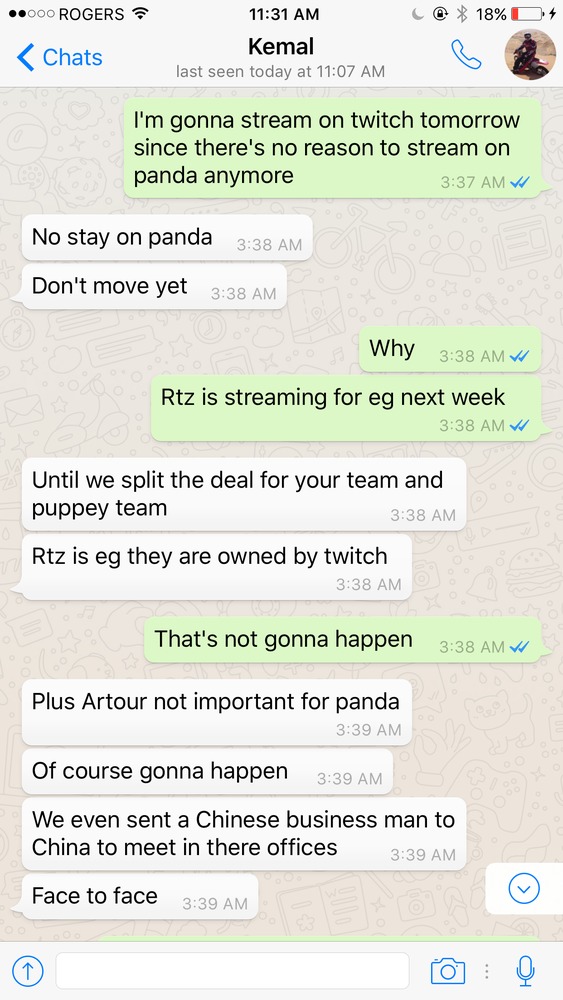 ROGERS 11:31 AM 18%
Chats Kemal
last seen today at 11:07 AM
I'm gonna stream on twitch tomorrow
since there's no reason to stream on
panda anymore 3:37 AM
No stay on panda 3:38 AM
Don't move yet 3:38 AM
Why 3:38 AM
Rtz is streaming for eg next week
3:38 AM
Until we split the deal for your team and
puppey team 3:38 AM
Rtz is eg they are owned by twitch
3:38 AM
That's not gonna happen 3:38 AM
Plus Artour not important for panda
3:39 AM
Of course gonna happen 3:39 AM
We even sent a Chinese business man to
China to meet in there offices 3:39 AM
Face to face 3:39 AM